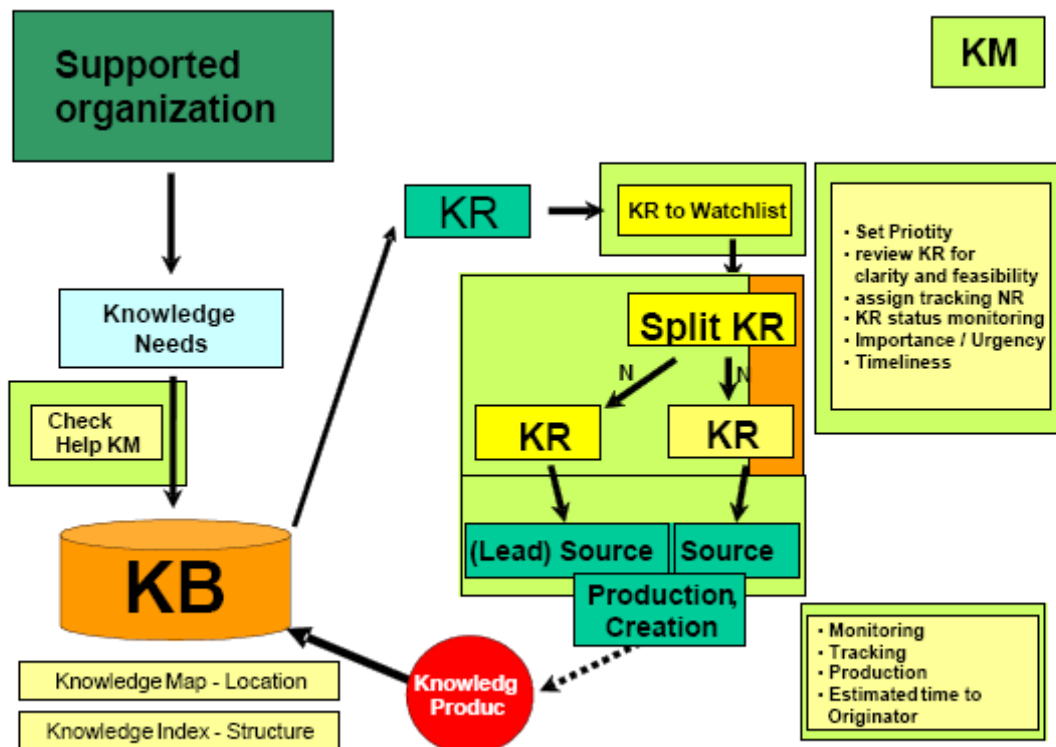 Supported
organization
KM
KR
KR to Watchlist
• Set Priotity
• review KR for
clarity and feasibility
• assign tracking NR
• KR status monitoring
• Importance / Urgency
• Timeliness
Knowledge
Needs
Split KR
N
N
Check
Help KM
KR
KR
KB
(Lead) Source
Source
Production,
Creation
Knowledg
Produc
• Monitoring
• Tracking
• Production
• Estimated time to
Originator
Knowledge Map - Location
Knowledge Index - Structure